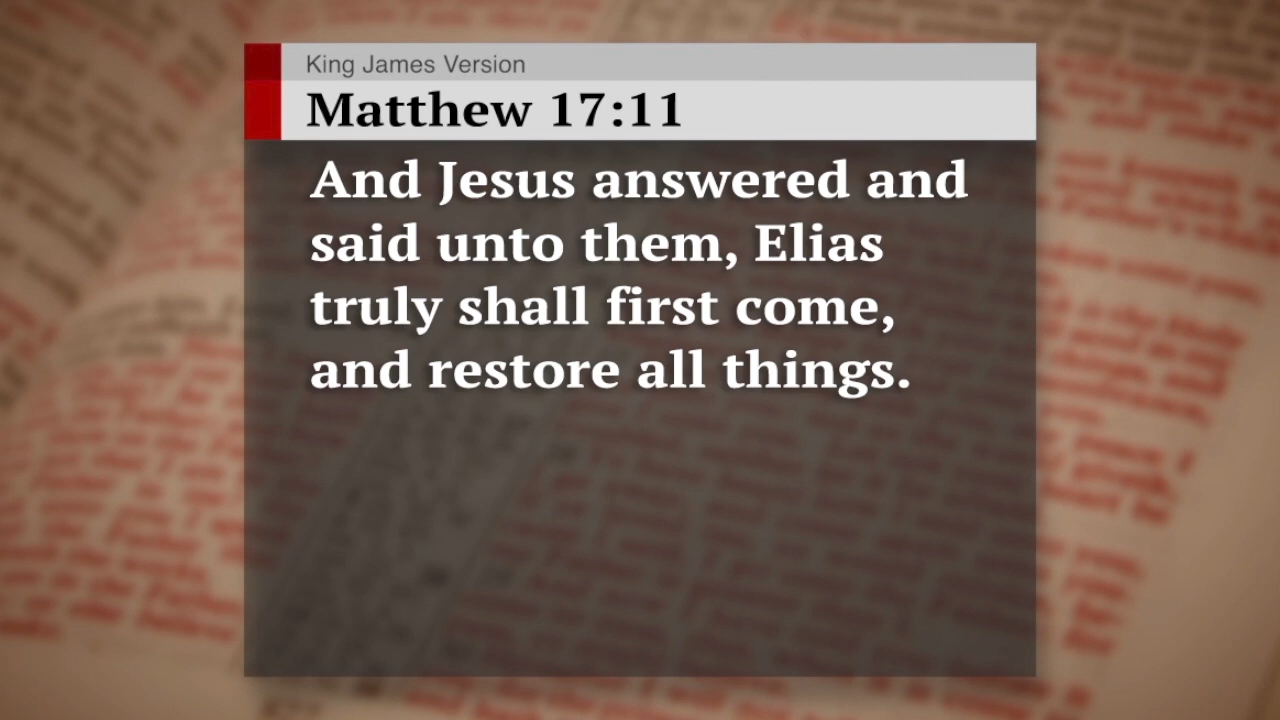 King James Version
Matthew 17:11
And Jesus answered and
said unto them, Elias
truly shall first come,
and restore all things.